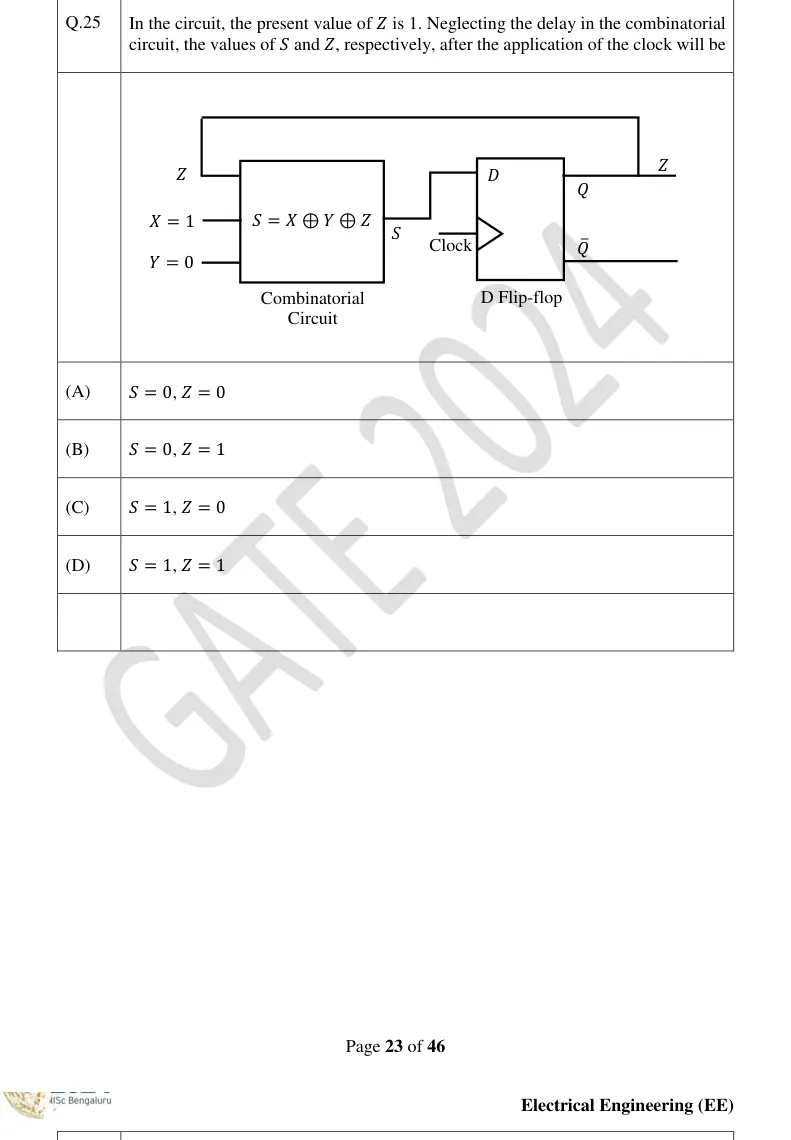 Q.25
In the circuit, the present value of Z is 1. Neglecting the delay in the combinatorial
circuit, the values of S and Z, respectively, after the application of the clock will be
Z
X = 1
Y = 0
S = X ⊕ Y ⊕ Z
S
Combinatorial
Circuit
Clock
D
Q
Q̄
Z
D Flip-flop
(A) S = 0, Z = 0
(B) S = 0, Z = 1
(C) S = 1, Z = 0
(D) S = 1, Z = 1
GATE 2024
Page 23 of 46
IISc Bengaluru
Electrical Engineering (EE)